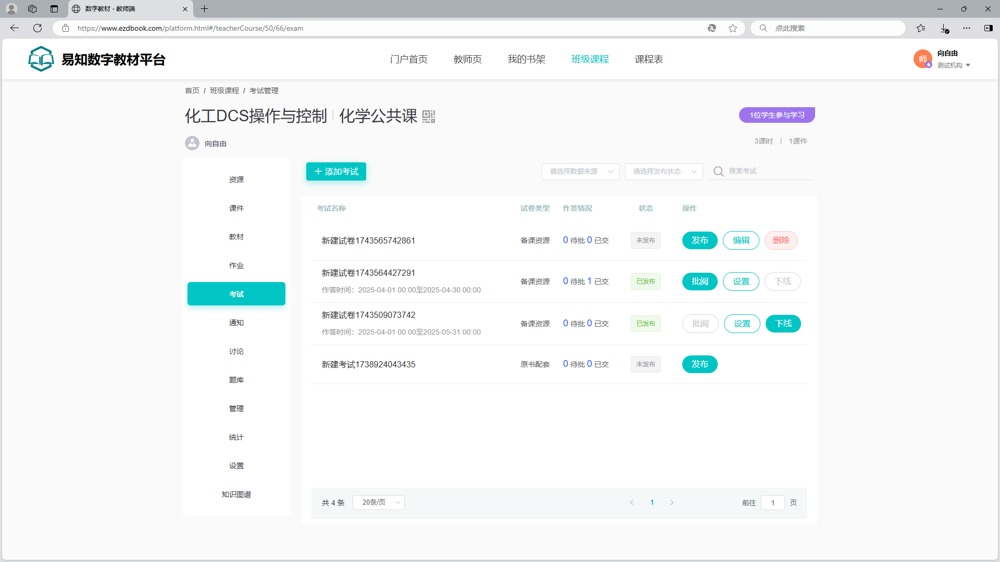 数字教材 - 教师端
https://www.ezdbook.com/platform.html#/teacherCourse/50/66/exam
点此搜索
易知数字教材平台
门户首页 教师页 我的书架 班级课程 课程表
师 向自由
测试机构
首页 / 班级课程 / 考试管理
化工DCS操作与控制 化学公共课
1位学生参与学习
向自由
3课时 | 1课件
资源
课件
教材
作业
考试
通知
讨论
题库
管理
统计
设置
知识图谱
添加考试 请选择数据来源 请选择发布状态 搜索考试
考试名称 试卷类型 作答情况 状态 操作
新建试卷1743565742861 备课资源 0 待批 0 已交 未发布 发布 编辑 删除
新建试卷1743564427291
作答时间：2025-04-01 00:00至2025-04-30 00:00
备课资源 0 待批 1 已交 已发布 批阅 设置 下线
新建试卷1743509073742
作答时间：2025-04-01 00:00至2025-05-31 00:00
备课资源 0 待批 0 已交 已发布 批阅 设置 下线
新建考试1738924043435 原书配套 0 待批 0 已交 未发布 发布
共 4 条 20条/页 1 前往 1 页